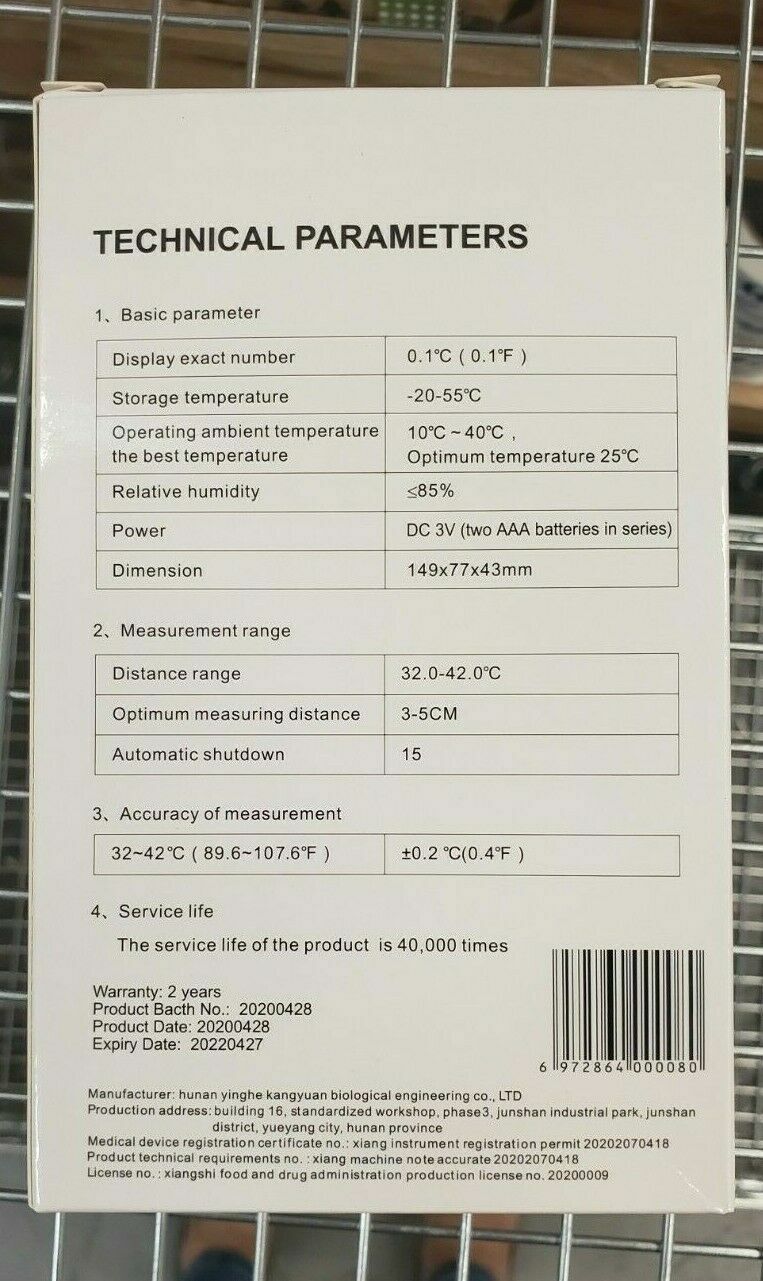 TECHNICAL PARAMETERS
1、Basic parameter
Display exact number 0.1℃ ( 0.1℉ )
Storage temperature -20-55℃
Operating ambient temperature 10℃ ~ 40℃ ,
the best temperature Optimum temperature 25℃
Relative humidity ≤85%
Power DC 3V (two AAA batteries in series)
Dimension 149x77x43mm
2、Measurement range
Distance range 32.0-42.0℃
Optimum measuring distance 3-5CM
Automatic shutdown 15
3、Accuracy of measurement
32~42℃ ( 89.6~107.6℉ ) ±0.2 ℃(0.4℉ )
4、Service life
The service life of the product is 40,000 times
Warranty: 2 years
Product Bacth No.: 20200428
Product Date: 20200428
Expiry Date: 20220427
6 972864 000080
Manufacturer: hunan yinghe kangyuan biological engineering co., LTD
Production address: building 16, standardized workshop, phase3, junshan industrial park, junshan
district, yueyang city, hunan province
Medical device registration certificate no.: xiang instrument registration permit 20202070418
Product technical requirements no. : xiang machine note accurate 20202070418
License no. : xiangshi food and drug administration production license no. 20200009